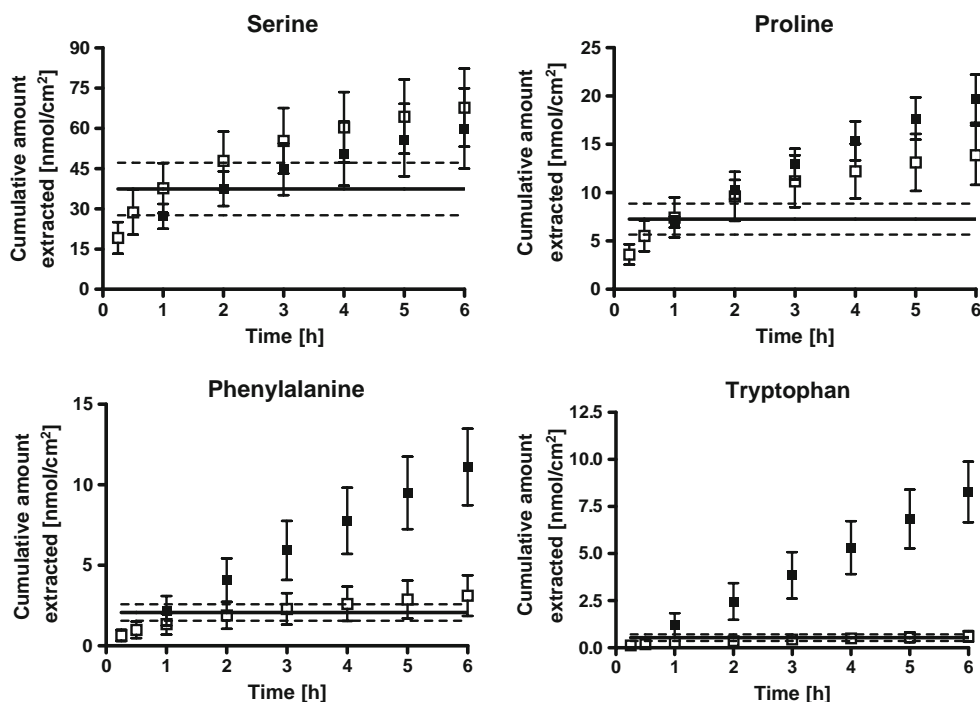 Serine
Cumulative amount
extracted [nmol/cm²]
90
75
60
45
30
15
0
0 1 2 3 4 5 6
Time [h]
Proline
Cumulative amount
extracted [nmol/cm²]
25
20
15
10
5
0
0 1 2 3 4 5 6
Time [h]
Phenylalanine
Cumulative amount
extracted [nmol/cm²]
15
10
5
0
0 1 2 3 4 5 6
Time [h]
Tryptophan
Cumulative amount
extracted [nmol/cm²]
12.5
10.0
7.5
5.0
2.5
0.0
0 1 2 3 4 5 6
Time [h]